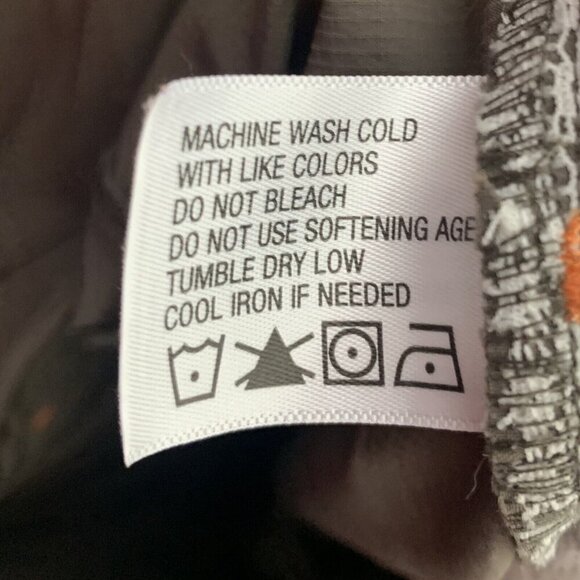 MACHINE WASH COLD
WITH LIKE COLORS
DO NOT BLEACH
DO NOT USE SOFTENING AGE
TUMBLE DRY LOW
COOL IRON IF NEEDED